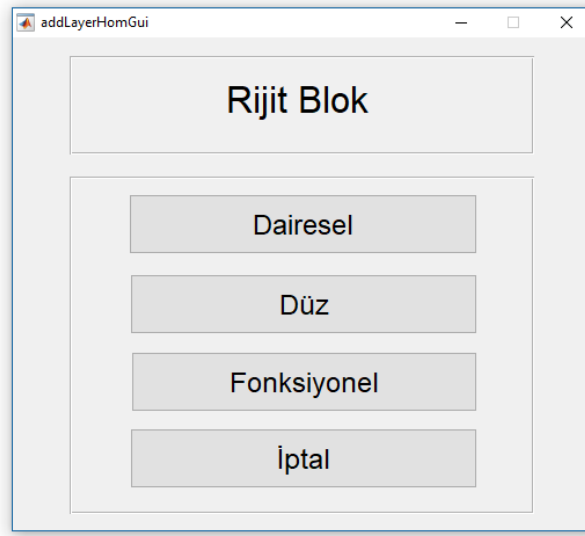 addLayerHomGui
Rijit Blok
Dairesel
Düz
Fonksiyonel
İptal